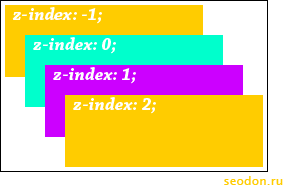 z-index: -1;
z-index: 0;
z-index: 1;
z-index: 2;
seodon.ru